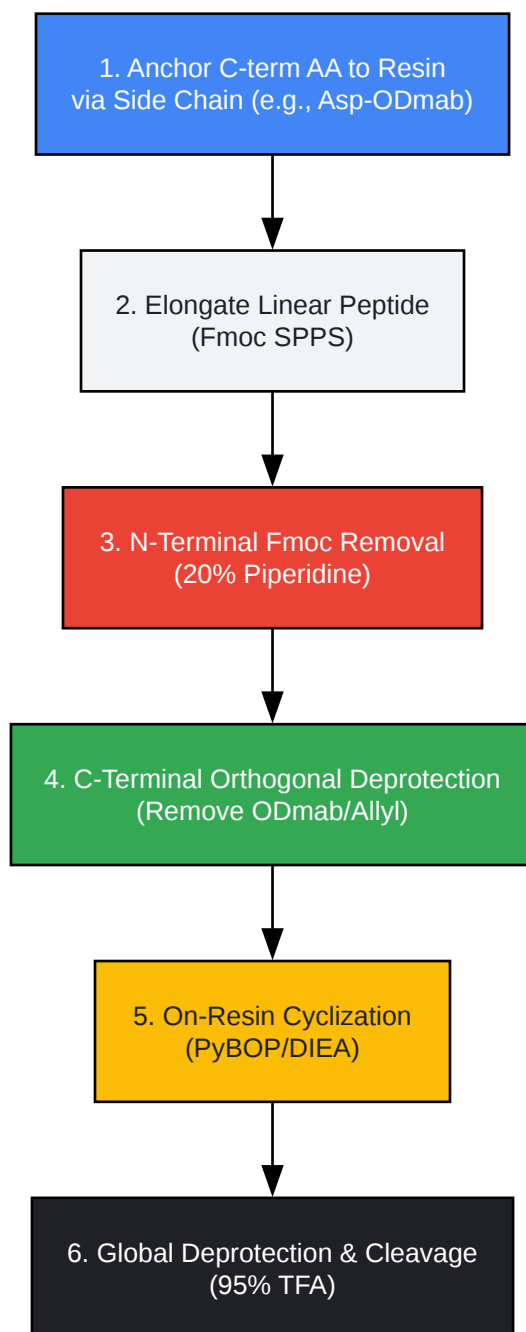 1. Anchor C-term AA to Resin
via Side Chain (e.g., Asp-ODmab)
2. Elongate Linear Peptide
(Fmoc SPPS)
3. N-Terminal Fmoc Removal
(20% Piperidine)
4. C-Terminal Orthogonal Deprotection
(Remove ODmab/Allyl)
5. On-Resin Cyclization
(PyBOP/DIEA)
6. Global Deprotection & Cleavage
(95% TFA)